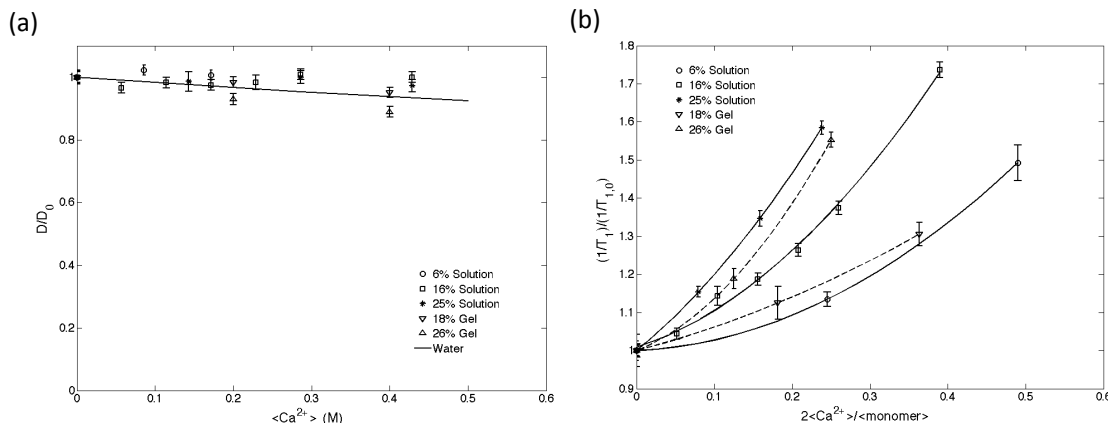 (a)
1
0.8
0.6
0.4
0.2
0
0
0.1
0.2
0.3
0.4
0.5
0.6
D/D0
<Ca2+> (M)
6% Solution
16% Solution
25% Solution
18% Gel
26% Gel
Water
(b)
1.8
1.7
1.6
1.5
1.4
1.3
1.2
1.1
1
0.9
0
0.1
0.2
0.3
0.4
0.5
0.6
(1/T1)/(1/T1,0)
2<Ca2+>/<monomer>
6% Solution
16% Solution
25% Solution
18% Gel
26% Gel